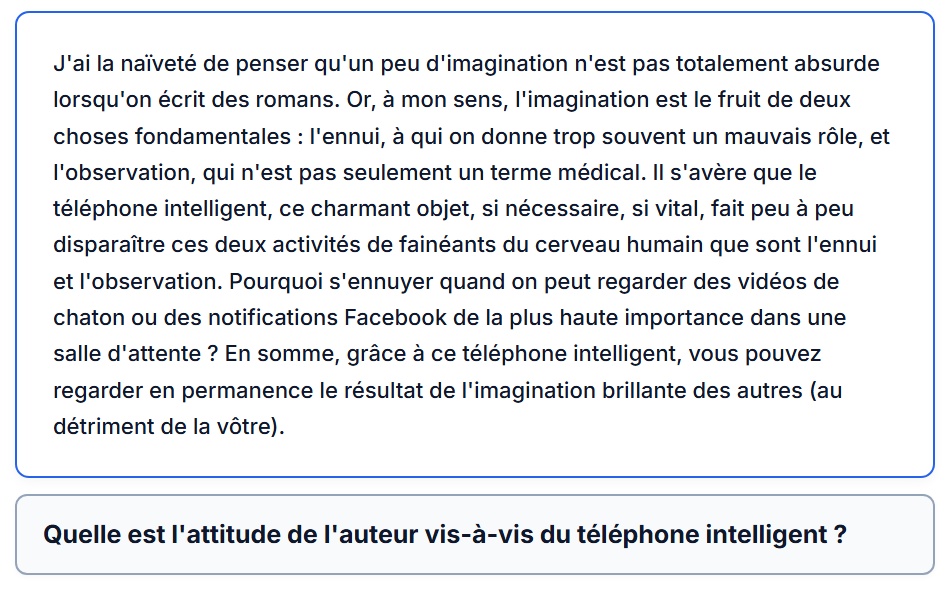 J'ai la naïveté de penser qu'un peu d'imagination n'est pas totalement absurde
lorsqu'on écrit des romans. Or, à mon sens, l'imagination est le fruit de deux
choses fondamentales : l'ennui, à qui on donne trop souvent un mauvais rôle, et
l'observation, qui n'est pas seulement un terme médical. Il s'avère que le
téléphone intelligent, ce charmant objet, si nécessaire, si vital, fait peu à peu
disparaître ces deux activités de fainéants du cerveau humain que sont l'ennui
et l'observation. Pourquoi s'ennuyer quand on peut regarder des vidéos de
chaton ou des notifications Facebook de la plus haute importance dans une
salle d'attente ? En somme, grâce à ce téléphone intelligent, vous pouvez
regarder en permanence le résultat de l'imagination brillante des autres (au
détriment de la vôtre).
Quelle est l'attitude de l'auteur vis-à-vis du téléphone intelligent ?